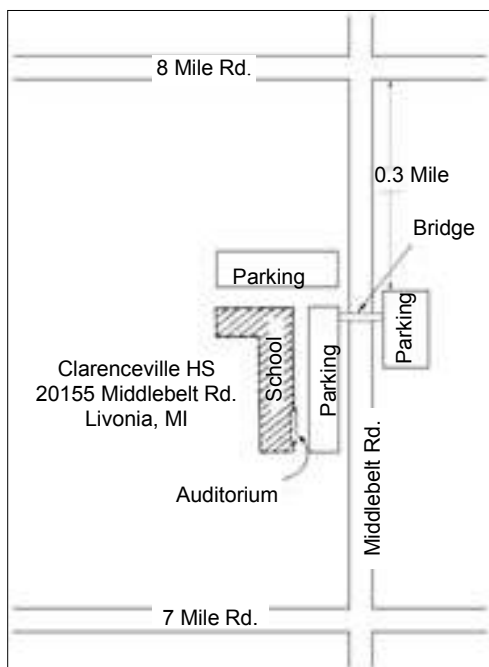 8 Mile Rd.
0.3 Mile
Bridge
Parking
Parking
Parking
School
Clarenceville HS
20155 Middlebelt Rd.
Livonia, MI
Auditorium
Middlebelt Rd.
7 Mile Rd.